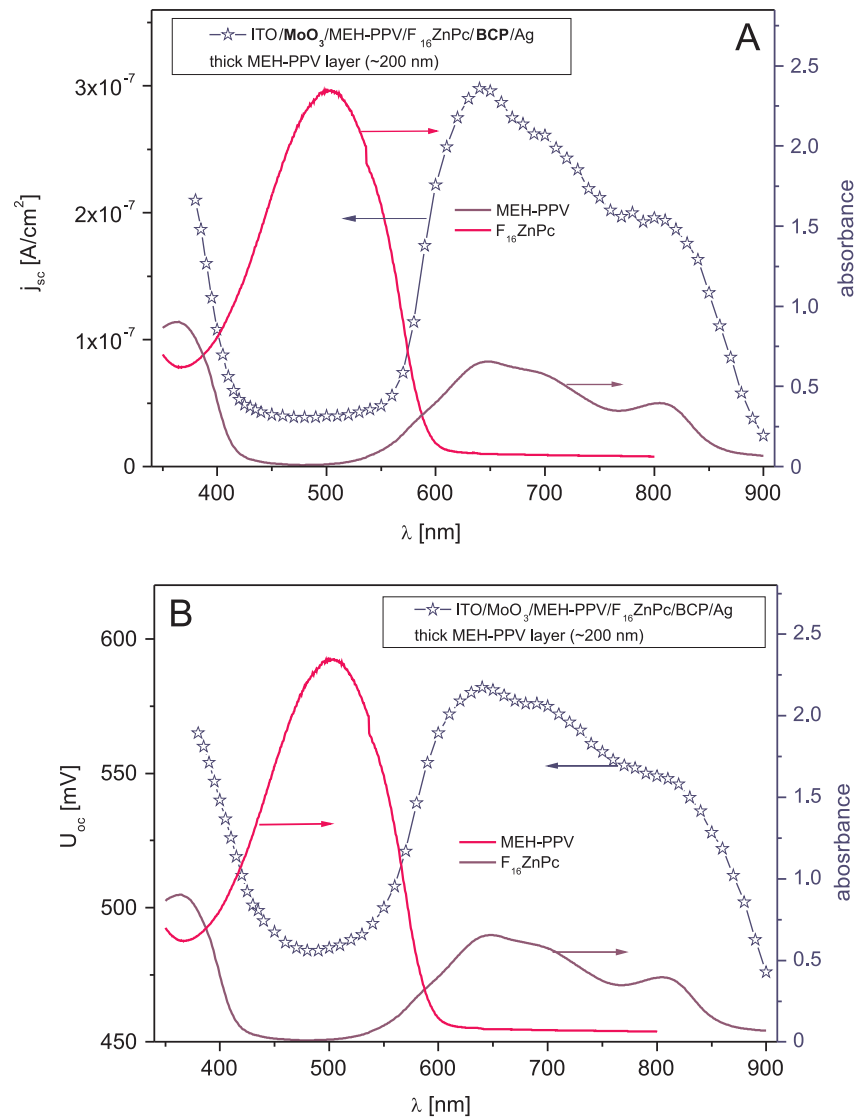 ITO/MoO₃/MEH-PPV/F₁₆ZnPc/BCP/Ag
thick MEH-PPV layer (~200 nm)
A
3x10⁻⁷
2x10⁻⁷
1x10⁻⁷
0
j_sc [A/cm²]
2.5
2.0
1.5
1.0
0.5
0
absorbance
MEH-PPV
F₁₆ZnPc
400 500 600 700 800 900
λ [nm]
B
ITO/MoO₃/MEH-PPV/F₁₆ZnPc/BCP/Ag
thick MEH-PPV layer (~200 nm)
600
550
500
450
U_oc [mV]
2.5
2.0
1.5
1.0
0.5
0
abosrbance
MEH-PPV
F₁₆ZnPc
400 500 600 700 800 900
λ [nm]